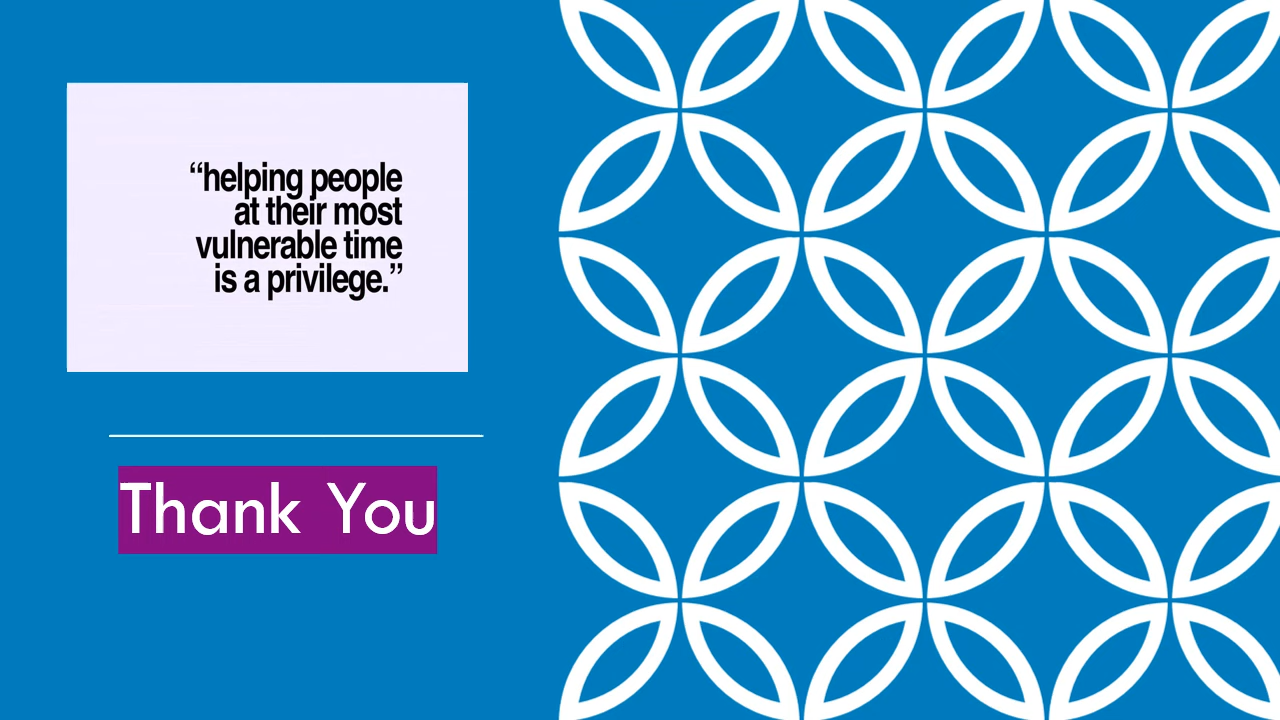 “helping people
at their most
vulnerable time
is a privilege.”
Thank You